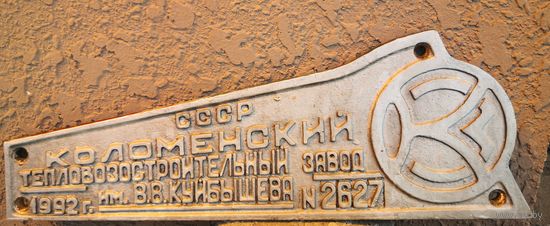 СССР
КОЛОМЕНСКИЙ
ТЕПЛОВОЗОСТРОИТЕЛЬНЫЙ ЗАВОД
1992 г. ИМ. В.В. КУЙБЫШЕВА N 2627